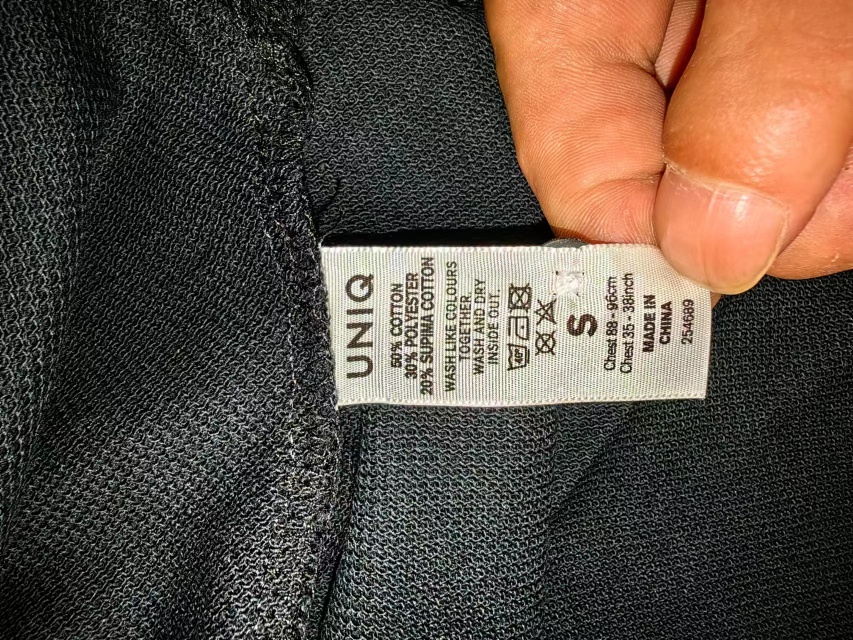 UNIQ
50% COTTON
30% POLYESTER
20% SUPIMA COTTON
WASH LIKE COLOURS
TOGETHER.
WASH AND DRY
INSIDE OUT.
40°
S
Chest 88 - 96cm
Chest 35 - 38inch
MADE IN
CHINA
254689